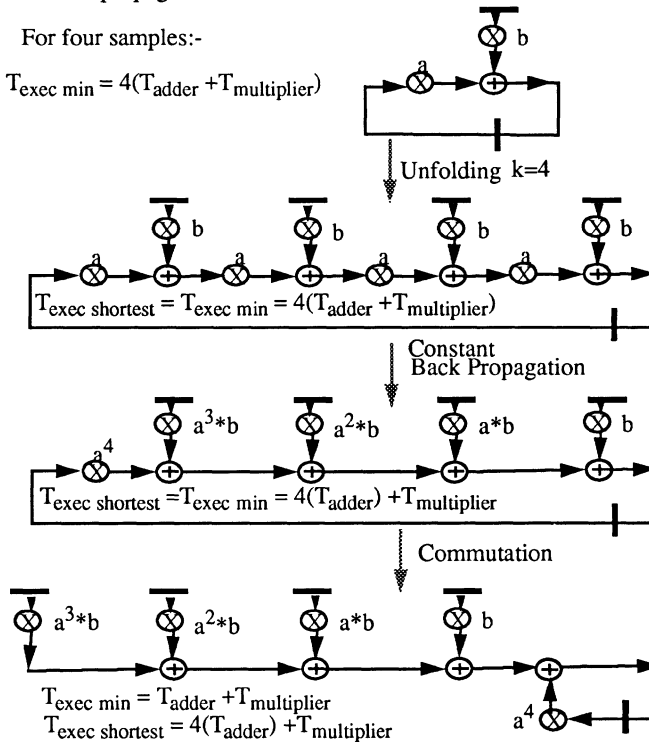 For four samples:-
b
a
T_exec min = 4(T_adder +T_multiplier)
Unfolding k=4
b b b b
a a a a
T_exec shortest = T_exec min = 4(T_adder +T_multiplier)
Constant
Back Propagation
a^3*b a^2*b a*b b
a^4
T_exec shortest =T_exec min = 4(T_adder) +T_multiplier
Commutation
a^3*b a^2*b a*b b
T_exec min = T_adder +T_multiplier
T_exec shortest = 4(T_adder) +T_multiplier
a^4